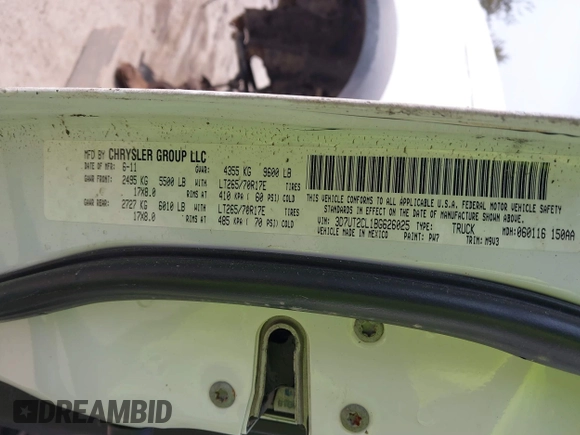 MFD BY CHRYSLER GROUP LLC
DATE OF MFR: 6-11 GVWR: 4355 KG 9600 LB
GAWR FRONT: 2495 KG 5500 LB WITH LT265/70R17E TIRES
17X8.0 RIMS AT 410 KPA ( 60 PSI) COLD
GAWR REAR: 2727 KG 6010 LB WITH LT265/70R17E TIRES
17X8.0 RIMS AT 485 KPA ( 70 PSI) COLD
THIS VEHICLE CONFORMS TO ALL APPLICABLE U.S.A. FEDERAL MOTOR VEHICLE SAFETY
STANDARDS IN EFFECT ON THE DATE OF MANUFACTURE SHOWN ABOVE.
VIN: 3D7UT2CL1BG626025 TYPE: TRUCK MDH:060116 150AA
MADE IN MEXICO PAINT: PW7 TRIM: M9V3
DREAMBID